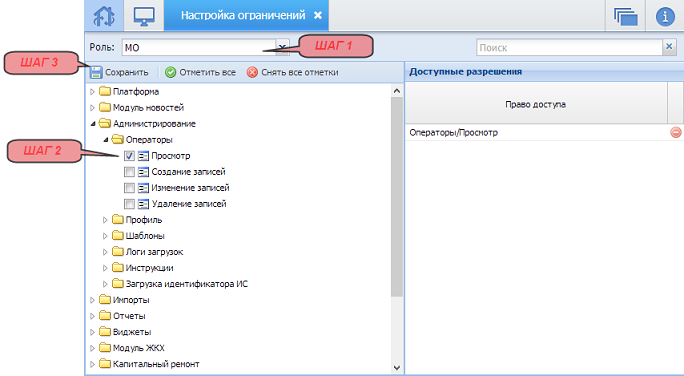 Настройка ограничений
Роль: МО
ШАГ 1
Поиск
ШАГ 3
Сохранить Отметить все Снять все отметки
Доступные разрешения
Платформа
Модуль новостей
Администрирование
Операторы
ШАГ 2
Просмотр
Создание записей
Изменение записей
Удаление записей
Профиль
Шаблоны
Логи загрузок
Инструкции
Загрузка идентификатора ИС
Импорты
Отчеты
Виджеты
Модуль ЖКХ
Капитальный ремонт
Право доступа
Операторы/Просмотр